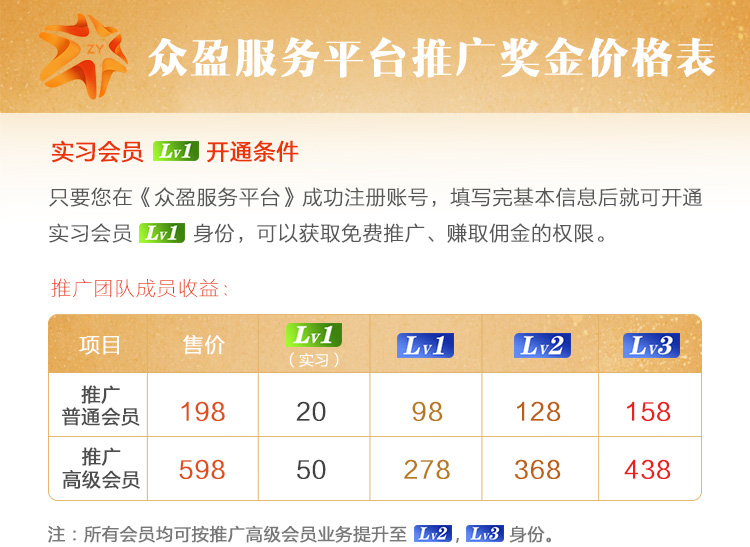 ZY
众盈服务平台推广奖金价格表
实习会员 Lv1 开通条件
只要您在《众盈服务平台》成功注册账号，填写完基本信息后就可开通
实习会员 Lv1 身份，可以获取免费推广、赚取佣金的权限。
推广团队成员收益：
项目 售价 Lv1 （实习） Lv1 Lv2 Lv3
推广
普通会员 198 20 98 128 158
推广
高级会员 598 50 278 368 438
注：所有会员均可按推广高级会员业务提升至 Lv2 , Lv3 身份。